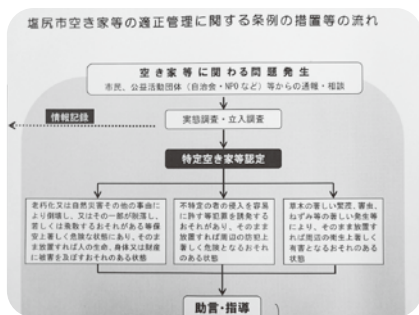 塩尻市空き家等の適正管理に関する条例の措置等の流れ
空き家等に関わる問題発生
市民、公益活動団体(自治会・NPOなど)等からの通報・相談
情報記録
実態調査・立入調査
特定空き家等認定
老朽化又は自然災害その他の事由に
より倒壊し、又はその一部が脱落し、
若しくは飛散するおそれがある等保
安上著しく危険な状態にあり、そのま
ま放置すれば人の生命、身体又は財産
に被害を及ぼすおそれのある状態
不特定の者の侵入を容易
に許す等犯罪を誘発する
おそれがあり、そのまま放
置すれば周辺の防犯上著
しく危険となるおそれ
のある状態
草木の著しい繁茂、害虫、
ねずみ等の著しい発生等
により、そのまま放置すれ
ば周辺の衛生上著しく
有害となるおそれのある
状態
助言・指導